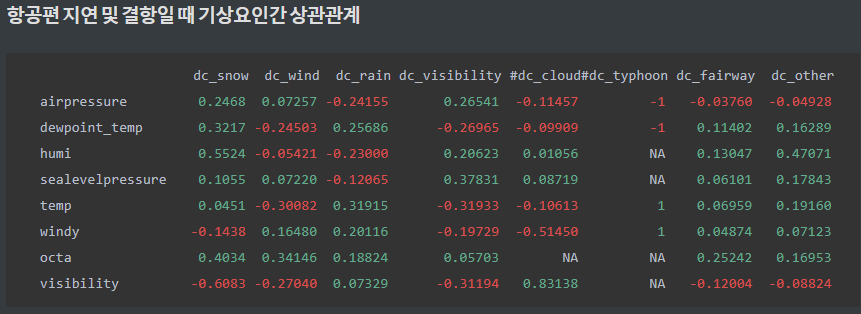 항공편 지연 및 결항일 때 기상요인간 상관관계
dc_snow dc_wind dc_rain dc_visibility #dc_cloud#dc_typhoon dc_fairway dc_other
airpressure 0.2468 0.07257 -0.24155 0.26541 -0.11457 -1 -0.03760 -0.04928
dewpoint_temp 0.3217 -0.24503 0.25686 -0.26965 -0.09909 -1 0.11402 0.16289
humi 0.5524 -0.05421 -0.23000 0.20623 0.01056 NA 0.13047 0.47071
sealevelpressure 0.1055 0.07220 -0.12065 0.37831 0.08719 NA 0.06101 0.17843
temp 0.0451 -0.30082 0.31915 -0.31933 -0.10613 1 0.06959 0.19160
windy -0.1438 0.16480 0.20116 -0.19729 -0.51450 1 0.04874 0.07123
octa 0.4034 0.34146 0.18824 0.05703 NA NA 0.25242 0.16953
visibility -0.6083 -0.27040 0.07329 -0.31194 0.83138 NA -0.12004 -0.08824